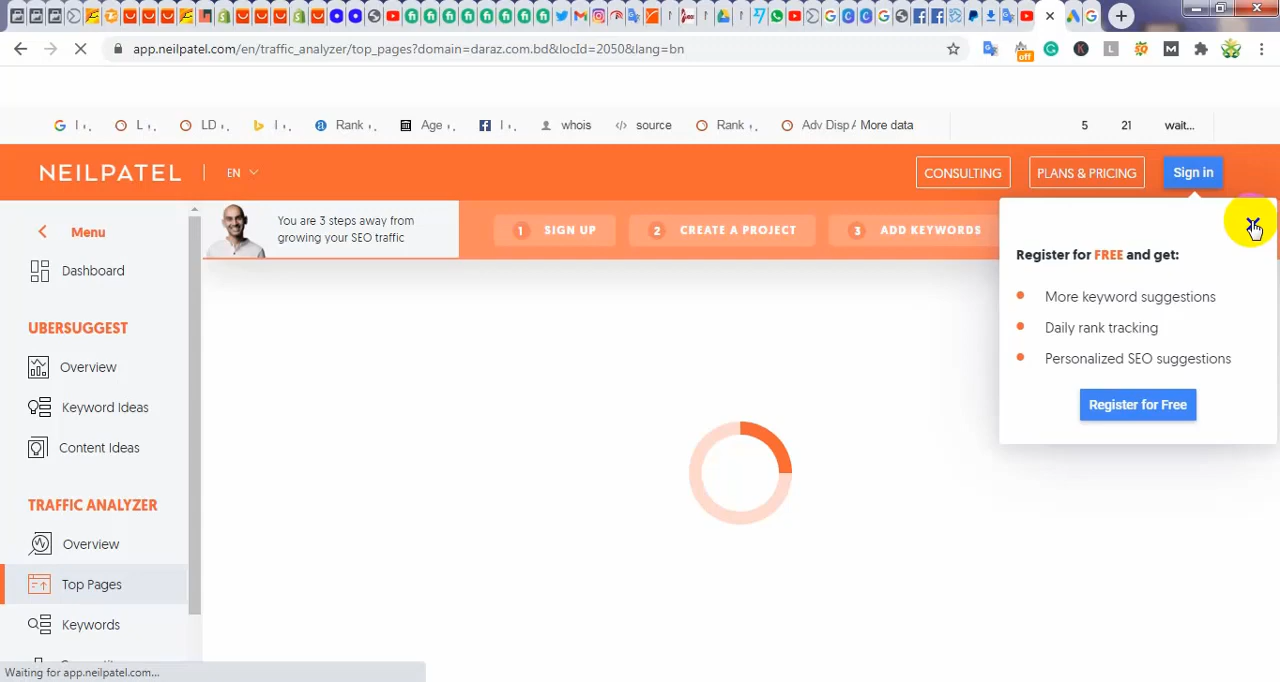 app.neilpatel.com/en/traffic_analyzer/top_pages?domain=daraz.com.bd&locId=2050&lang=bn
off
Rank
Age
whois
source
Rank
Adv Disp
More data
5
21
wait...
NEILPATEL
EN
CONSULTING
PLANS & PRICING
Sign in
Menu
You are 3 steps away from
growing your SEO traffic
1 SIGN UP
2 CREATE A PROJECT
3 ADD KEYWORDS
Register for FREE and get:
More keyword suggestions
Daily rank tracking
Personalized SEO suggestions
Register for Free
Dashboard
UBERSUGGEST
Overview
Keyword Ideas
Content Ideas
TRAFFIC ANALYZER
Overview
Top Pages
Keywords
Waiting for app.neilpatel.com...